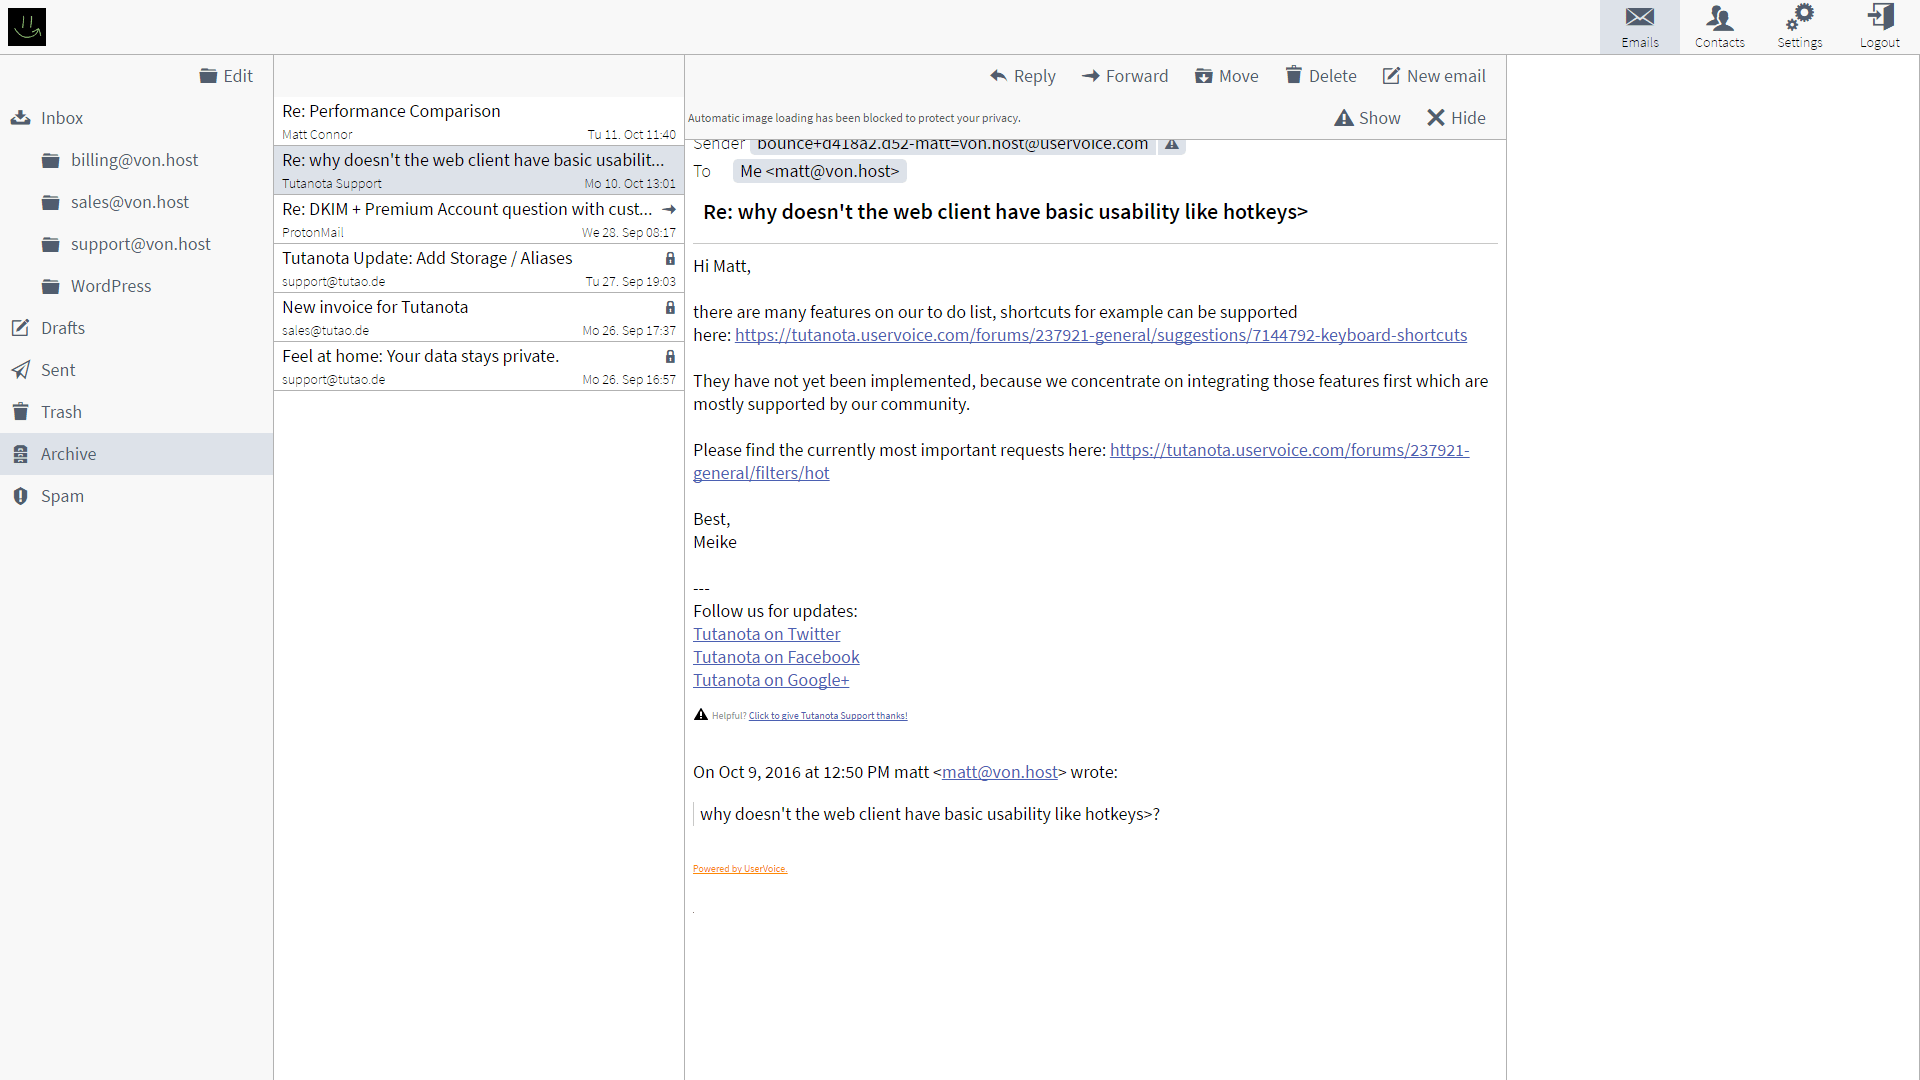 Emails
Contacts
Settings
Logout
Edit
Inbox
billing@von.host
sales@von.host
support@von.host
WordPress
Drafts
Sent
Trash
Archive
Spam
Re: Performance Comparison
Matt Connor
Tu 11. Oct 11:40
Re: why doesn't the web client have basic usabilit...
Tutanota Support
Mo 10. Oct 13:01
Re: DKIM + Premium Account question with cust...
ProtonMail
We 28. Sep 08:17
Tutanota Update: Add Storage / Aliases
support@tutao.de
Tu 27. Sep 19:03
New invoice for Tutanota
sales@tutao.de
Mo 26. Sep 17:37
Feel at home: Your data stays private.
support@tutao.de
Mo 26. Sep 16:57
Reply
Forward
Move
Delete
New email
Automatic image loading has been blocked to protect your privacy.
Show
Hide
Sender bounce+d418a2.d52-matt=von.host@uservoice.com
To Me <matt@von.host>
Re: why doesn't the web client have basic usability like hotkeys>
Hi Matt,
there are many features on our to do list, shortcuts for example can be supported
here: https://tutanota.uservoice.com/forums/237921-general/suggestions/7144792-keyboard-shortcuts
They have not yet been implemented, because we concentrate on integrating those features first which are
mostly supported by our community.
Please find the currently most important requests here: https://tutanota.uservoice.com/forums/237921-
general/filters/hot
Best,
Meike
---
Follow us for updates:
Tutanota on Twitter
Tutanota on Facebook
Tutanota on Google+
Helpful? Click to give Tutanota Support thanks!
On Oct 9, 2016 at 12:50 PM matt <matt@von.host> wrote:
why doesn't the web client have basic usability like hotkeys>?
Powered by UserVoice.
.